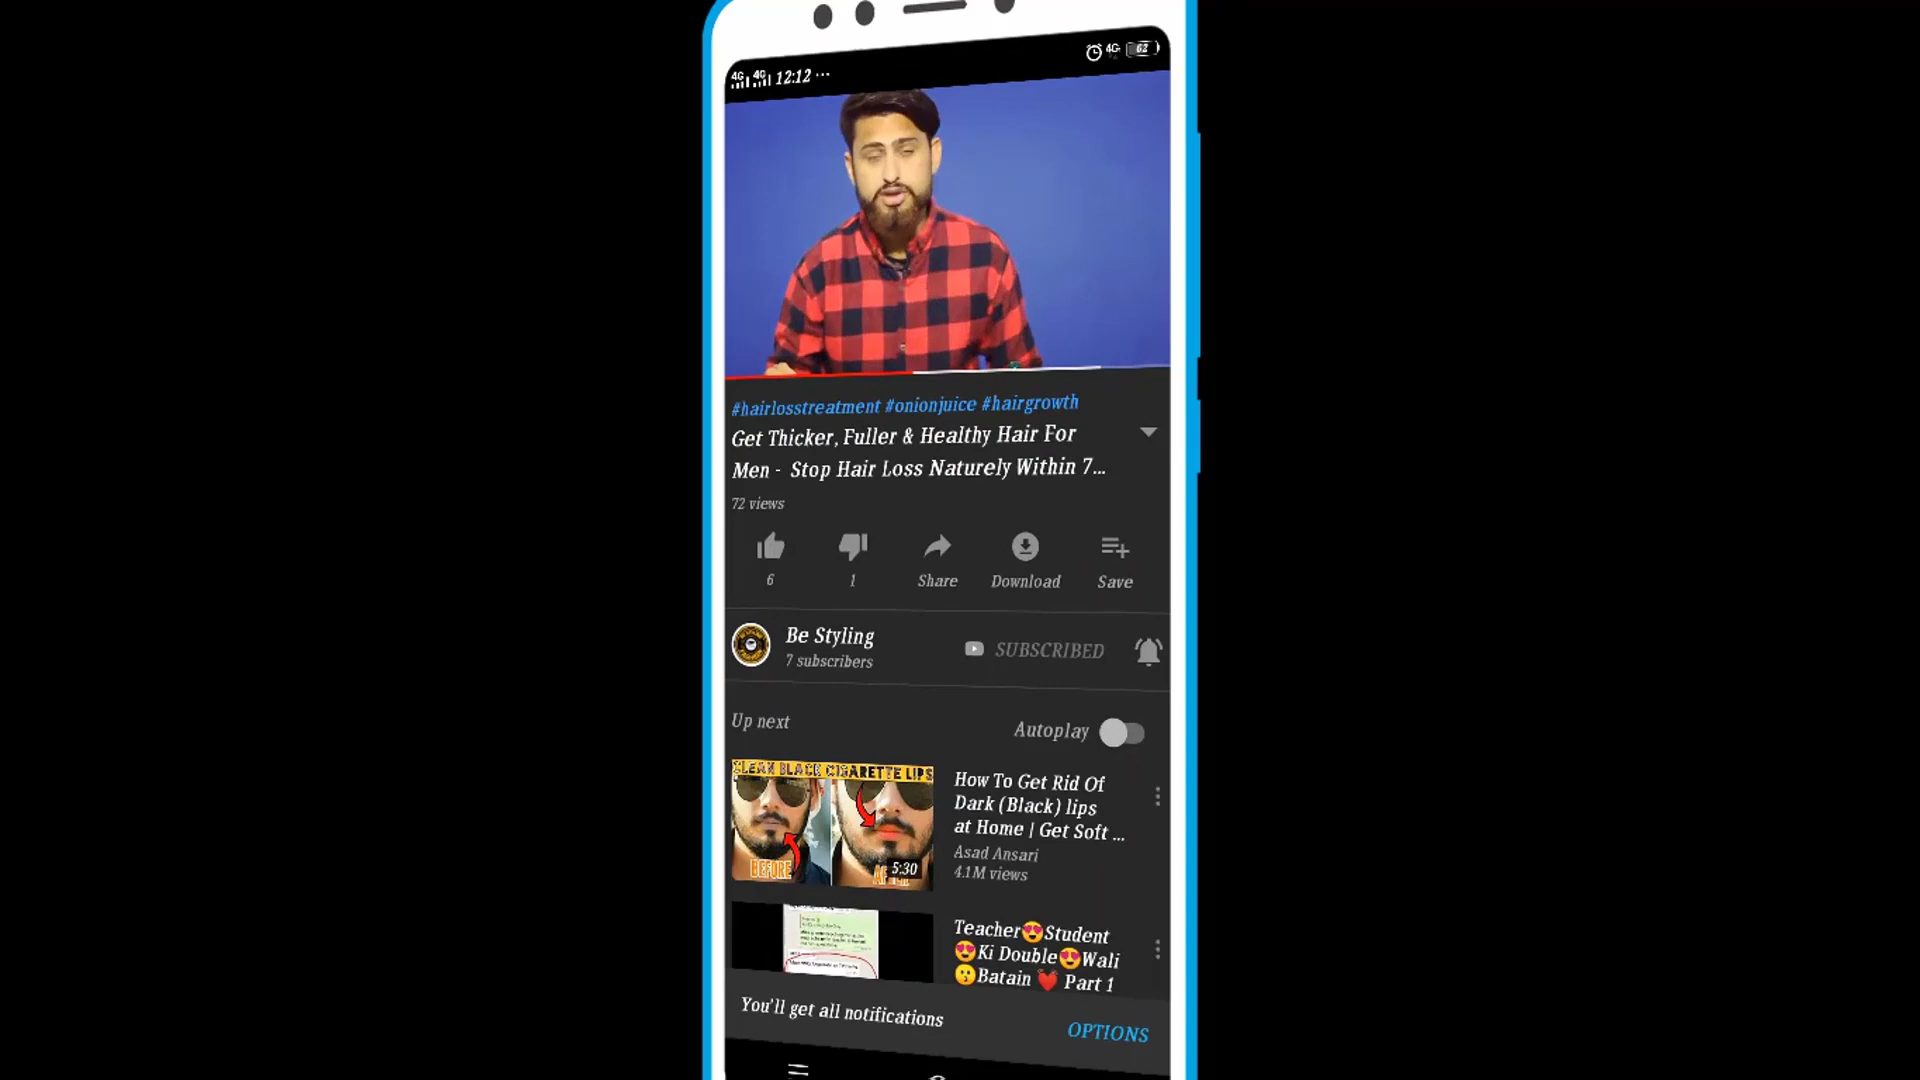 4G 4G 12:12 ...
4G 62
#hairlosstreatment #onionjuice #hairgrowth
Get Thicker, Fuller & Healthy Hair For
Men - Stop Hair Loss Naturely Within 7...
72 views
6
1
Share
Download
Save
Be Styling
7 subscribers
SUBSCRIBED
Up next
Autoplay
CLEAN BLACK CIGARETTE LIPS
BEFORE
5:30
How To Get Rid Of
Dark (Black) lips
at Home | Get Soft ...
Asad Ansari
4.1M views
Teacher😍Student
😍Ki Double😍Wali
😗Batain 💓 Part 1
You'll get all notifications
OPTIONS